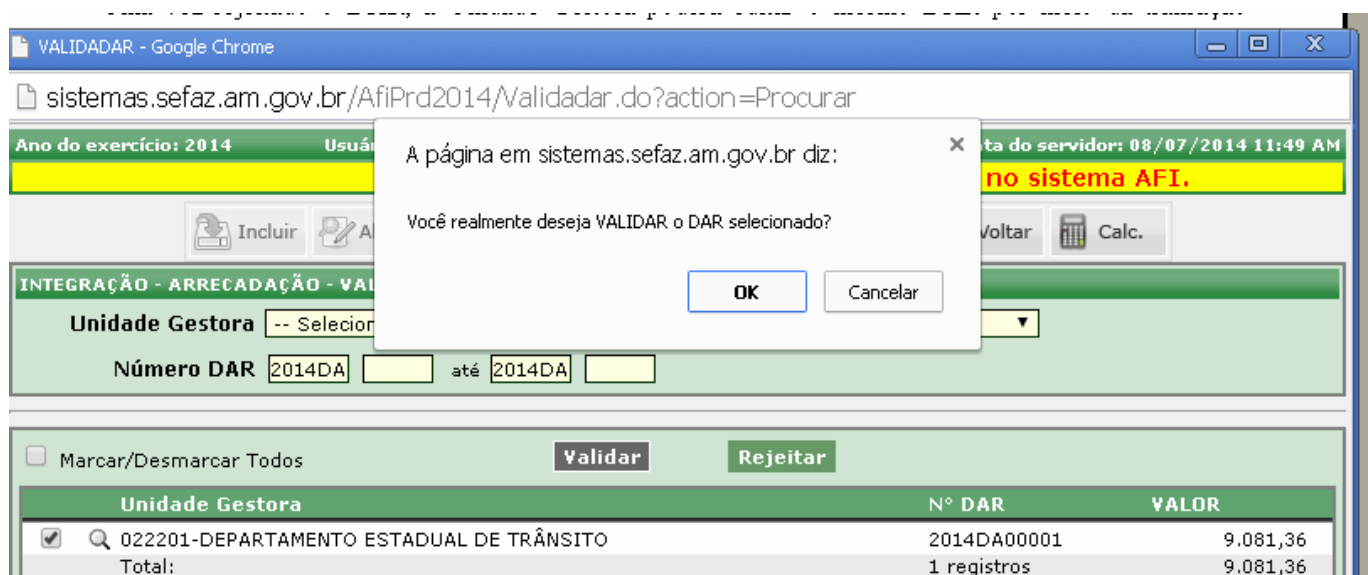 VALIDADAR - Google Chrome
sistemas.sefaz.am.gov.br/AfiPrd2014/Validadar.do?action=Procurar
Ano do exercício: 2014 do servidor: 08/07/2014 11:49 AM
no sistema AFI.
A página em sistemas.sefaz.am.gov.br diz:
Você realmente deseja VALIDAR o DAR selecionado?
OK Cancelar
Incluir Voltar Calc.
INTEGRAÇÃO - ARRECADAÇÃO
Unidade Gestora -- Selecion
Número DAR 2014DA até 2014DA
Marcar/Desmarcar Todos Validar Rejeitar
Unidade Gestora Nº DAR VALOR
022201-DEPARTAMENTO ESTADUAL DE TRÂNSITO 2014DA00001 9.081,36
Total: 1 registros 9.081,36